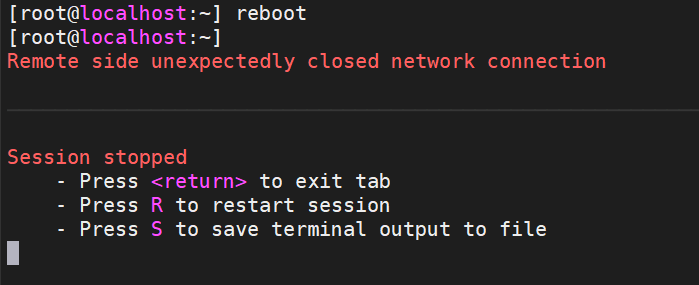 [root@localhost:~] reboot
[root@localhost:~]
Remote side unexpectedly closed network connection
Session stopped
- Press <return> to exit tab
- Press R to restart session
- Press S to save terminal output to file